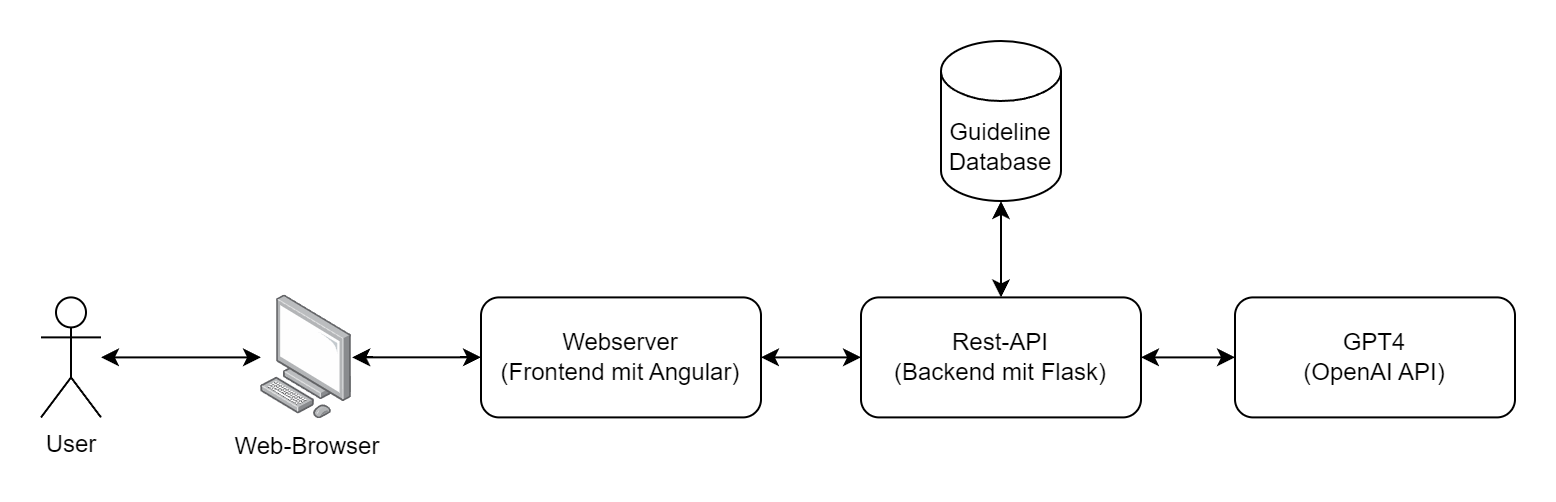 Guideline
Database
Webserver
(Frontend mit Angular)
Rest-API
(Backend mit Flask)
GPT4
(OpenAI API)
User
Web-Browser